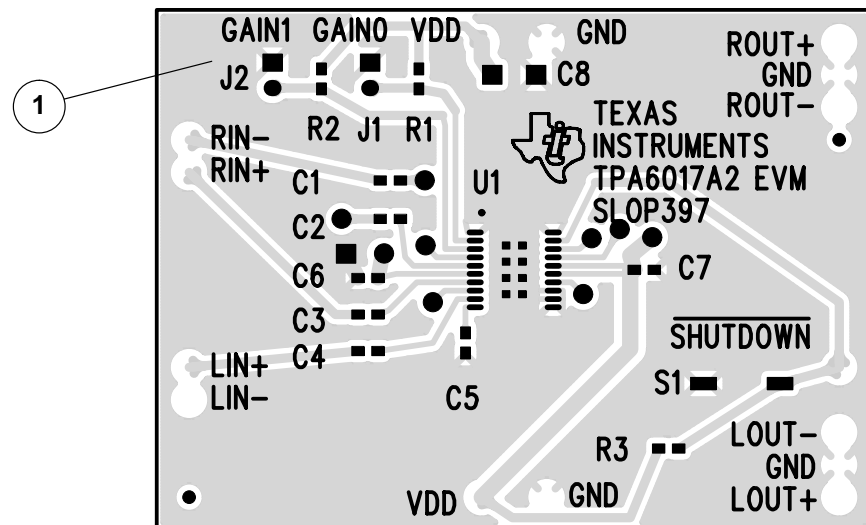 GAIN1 GAIN0 VDD GND
ROUT+
J2 C8 GND
1
ROUT-
R2 J1 R1
TEXAS
RIN-
INSTRUMENTS
RIN+
C1 U1 TPA6017A2 EVM
C2 SLOP397
C6 C7
C3
SHUTDOWN
C4
LIN+
S1
LIN-
C5
LOUT-
R3
GND
VDD GND LOUT+